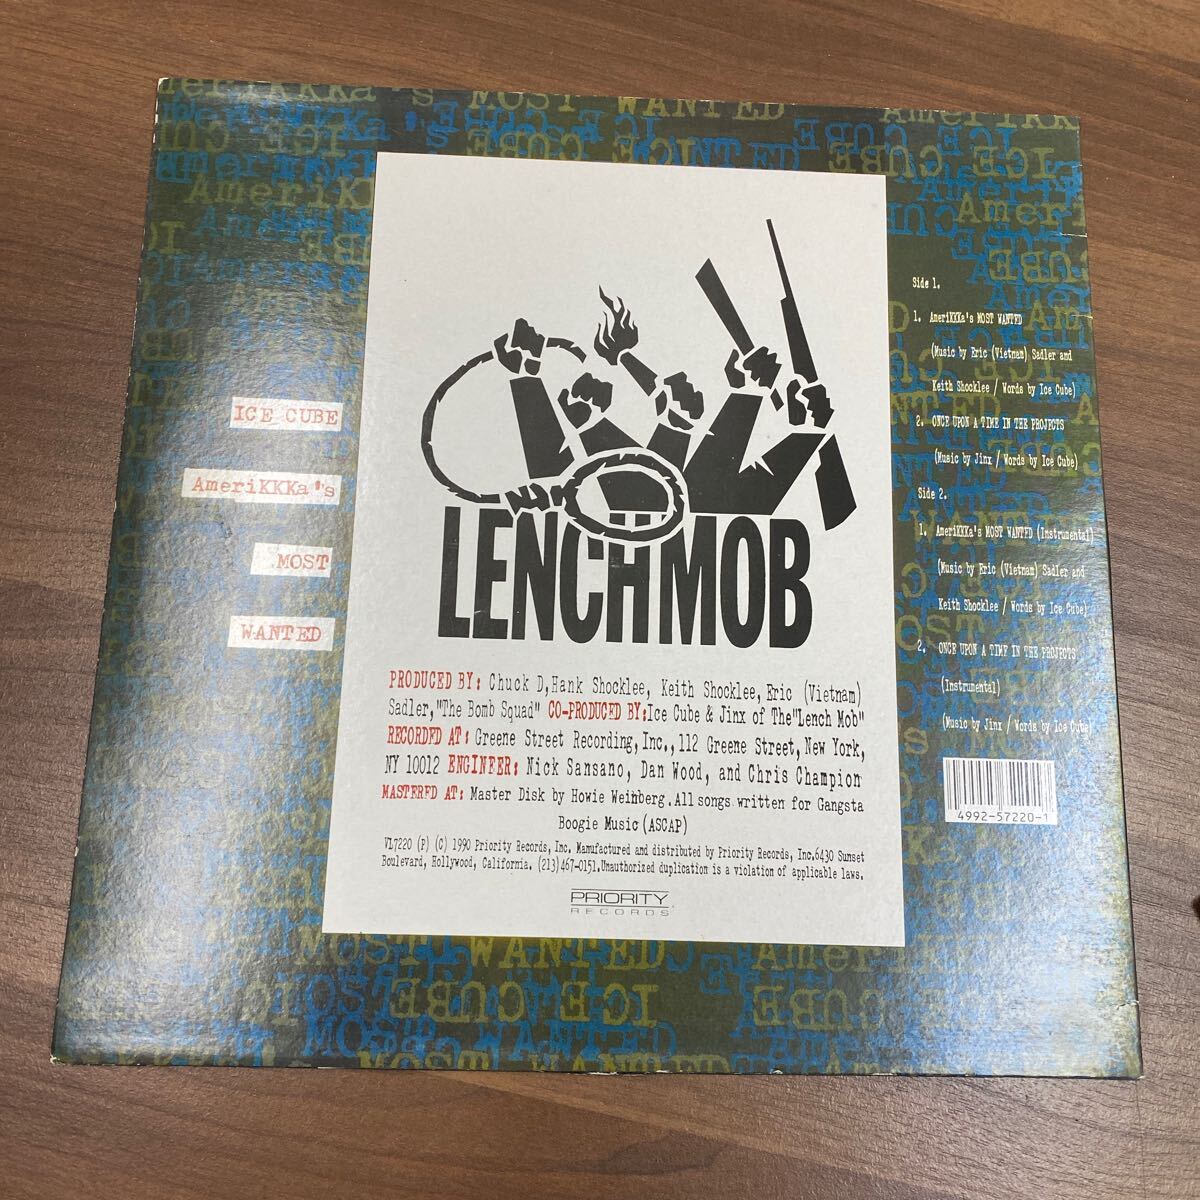 ICE CUBE
AmeriKKKa's
MOST
WANTED
LENCH MOB
PRODUCED BY: Chuck D,Hank Shocklee, Keith Shocklee, Eric (Vietnam)
Sadler,"The Bomb Squad" CO-PRODUCED BY:Ice Cube & Jinx of The"Lench Mob"
RECORDED AT: Greene Street Recording,Inc.,112 Greene Street, New York,
NY 10012 ENGINEER: Nick Sansano, Dan Wood, and Chris Champion
MASTERED AT: Master Disk by Howie Weinberg.All songs written for Gangsta
Boogie Music (ASCAP)
VL7220 (P) (C) 1990 Priority Records, Inc. Manufactured and distributed by Priority Records, Inc.6430 Sunset
Boulevard, Hollywood, California. (213)467-0151.Unauthorized duplication is a violation of applicable laws.
PRIORITY
RECORDS
Side 1.
1. AmeriKKKa's MOST WANTED
(Music by Eric (Vietnam) Sadler and
Keith Shocklee / Words by Ice Cube)
2. ONCE UPON A TIME IN THE PROJECTS
(Music by Jinx / Words by Ice Cube)
Side 2.
1. AmeriKKKa's MOST WANTED (Instrumental)
(Music by Eric (Vietnam) Sadler and
Keith Shocklee / Words by Ice Cube)
2. ONCE UPON A TIME IN THE PROJECTS
(Instrumental)
(Music by Jinx / Words by Ice Cube)
4992-57220-1